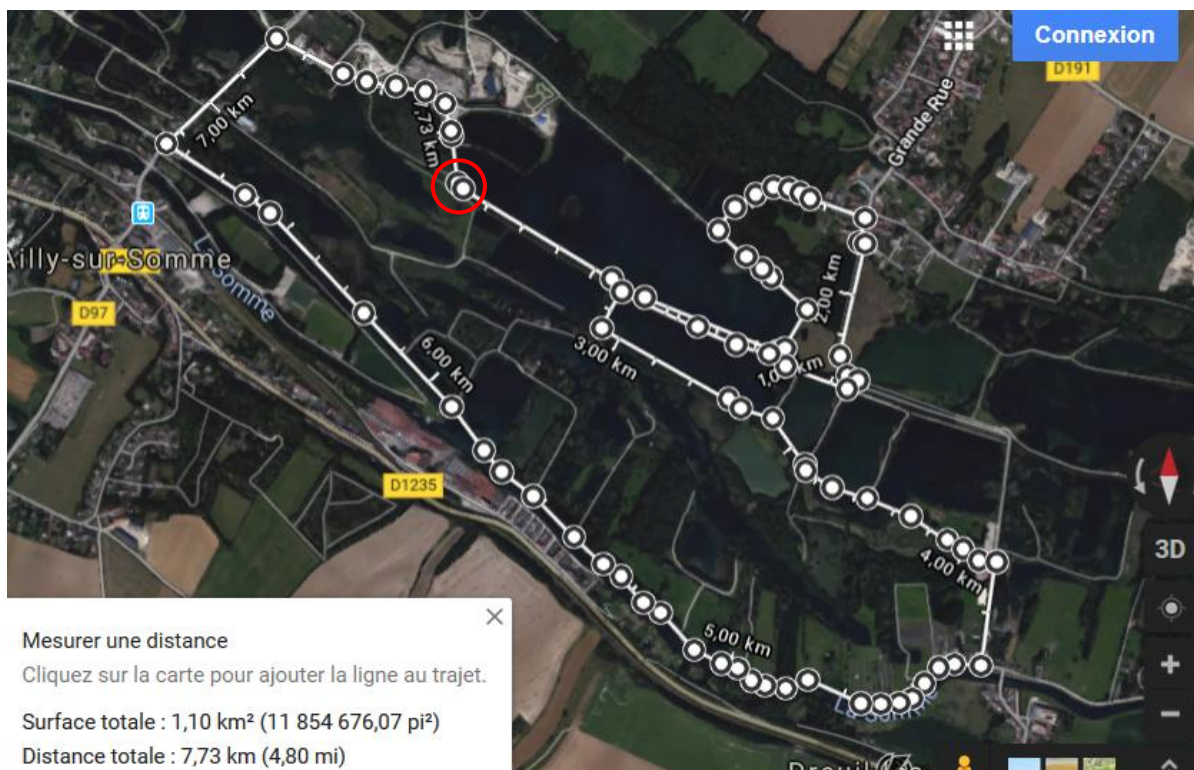 Connexion
D191
Grande Rue
7,00 km
7,73 km
Ailly-sur-Somme
La Somme
D97
2,00 km
3,00 km
6,00 km
D1235
3D
4,00 km
5,00 km
Mesurer une distance
Cliquez sur la carte pour ajouter la ligne au trajet.
Surface totale : 1,10 km² (11 854 676,07 pi²)
Distance totale : 7,73 km (4,80 mi)